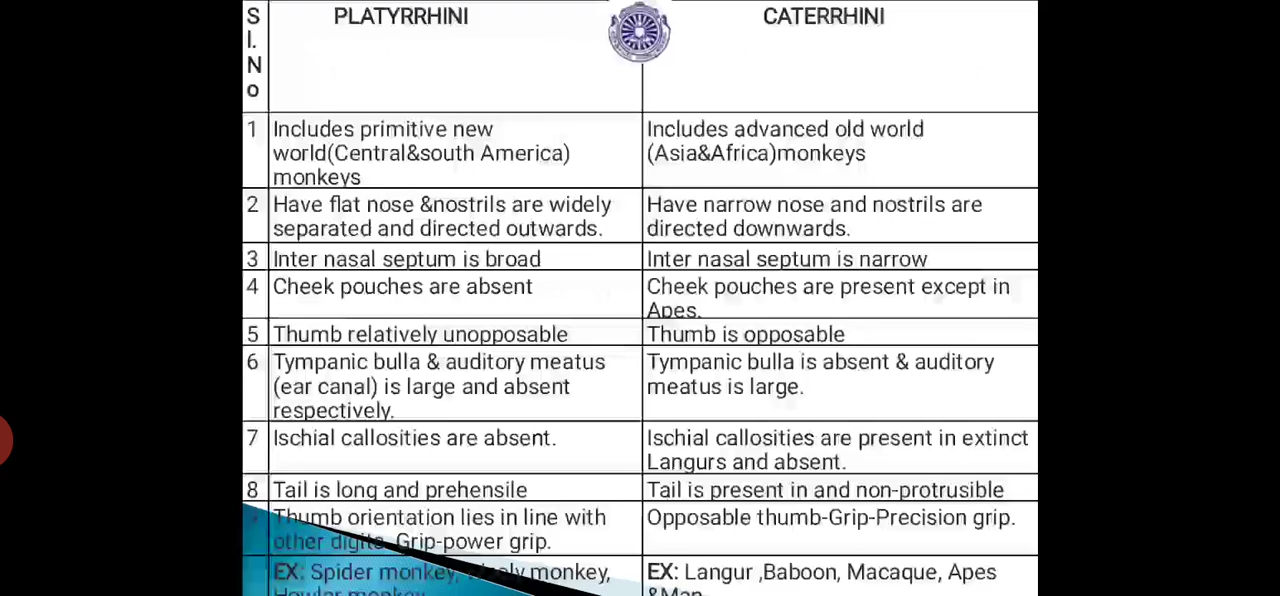 S
l.
N
o
PLATYRRHINI
CATERRHINI
1
Includes primitive new
world(Central&south America)
monkeys
Includes advanced old world
(Asia&Africa)monkeys
2
Have flat nose &nostrils are widely
separated and directed outwards.
Have narrow nose and nostrils are
directed downwards.
3
Inter nasal septum is broad
Inter nasal septum is narrow
4
Cheek pouches are absent
Cheek pouches are present except in
Apes.
5
Thumb relatively unopposable
Thumb is opposable
6
Tympanic bulla & auditory meatus
(ear canal) is large and absent
respectively.
Tympanic bulla is absent & auditory
meatus is large.
7
Ischial callosities are absent.
Ischial callosities are present in extinct
Langurs and absent.
8
Tail is long and prehensile
Tail is present in and non-protrusible
Thumb orientation lies in line with
other digits. Grip-power grip.
Opposable thumb-Grip-Precision grip.
EX: Spider monkey, monkey,
Howlar monkey
EX: Langur ,Baboon, Macaque, Apes
&Man